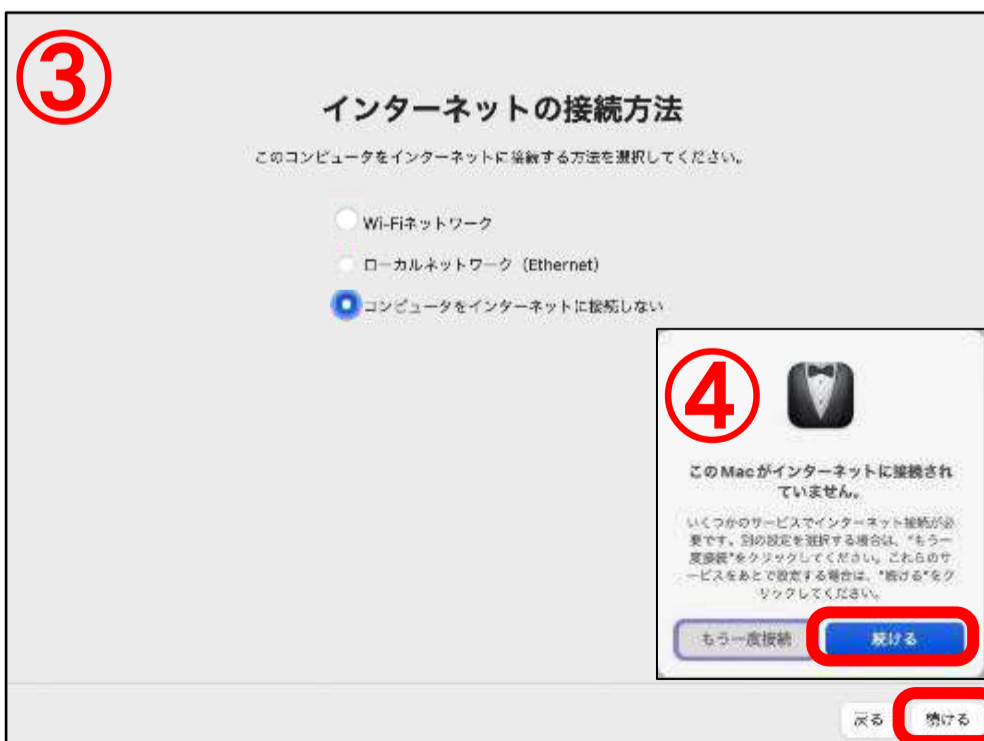 ③
インターネットの接続方法
このコンピュータをインターネットに接続する方法を選択してください。
Wi-Fiネットワーク
ローカルネットワーク（Ethernet）
コンピュータをインターネットに接続しない
④
このMacがインターネットに接続され
ていません。
いくつかのサービスでインターネット接続が必
要です。別の設定を選択する場合は、"もう一
度接続"をクリックしてください。これらのサ
ービスをあとで設定する場合は、"続ける"をク
リックしてください。
もう一度接続
続ける
戻る
続ける